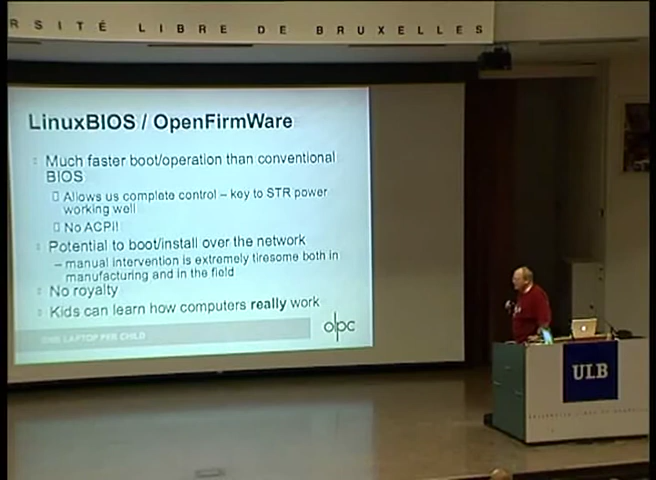 RSITÉ LIBRE DE BRUXELLES
LinuxBIOS / OpenFirmWare
Much faster boot/operation than conventional
BIOS
Allows us complete control – key to STR power
working well
No ACPI!
Potential to boot/install over the network
– manual intervention is extremely tiresome both in
manufacturing and in the field
No royalty
Kids can learn how computers really work
ONE LAPTOP PER CHILD
olpc
ULB